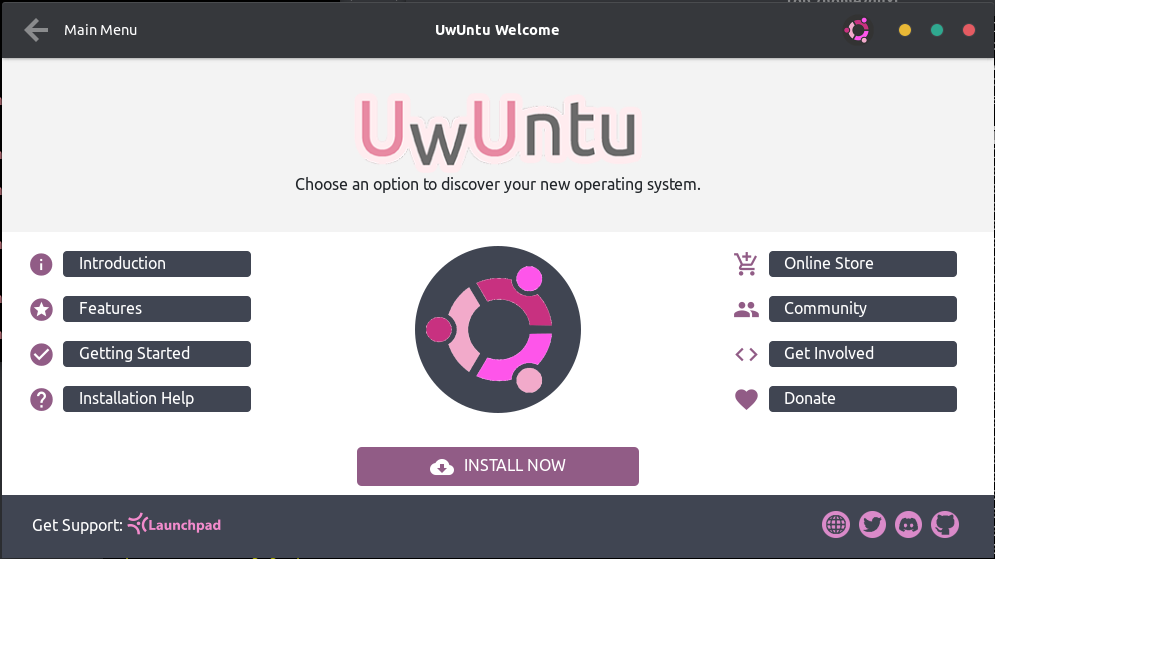 Main Menu
UwUntu Welcome
UwUntu
Choose an option to discover your new operating system.
Introduction
Features
Getting Started
Installation Help
Online Store
Community
Get Involved
Donate
INSTALL NOW
Get Support: Launchpad